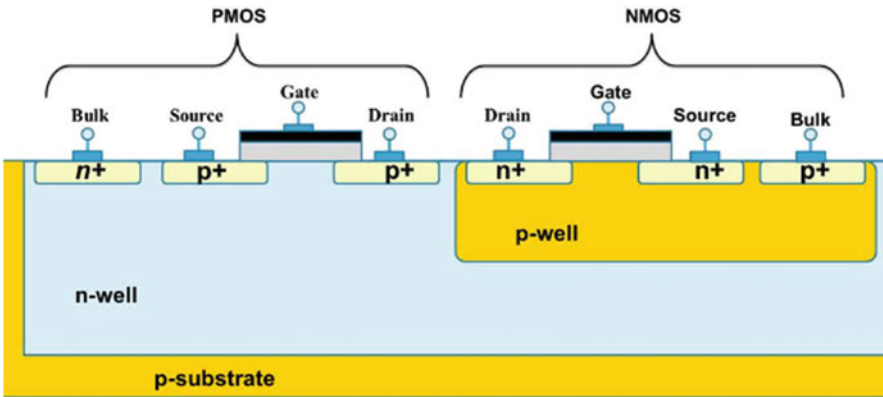 PMOS
NMOS
Bulk
Source
Gate
Drain
Drain
Gate
Source
Bulk
n+
p+
p+
n+
n+
p+
p-well
n-well
p-substrate